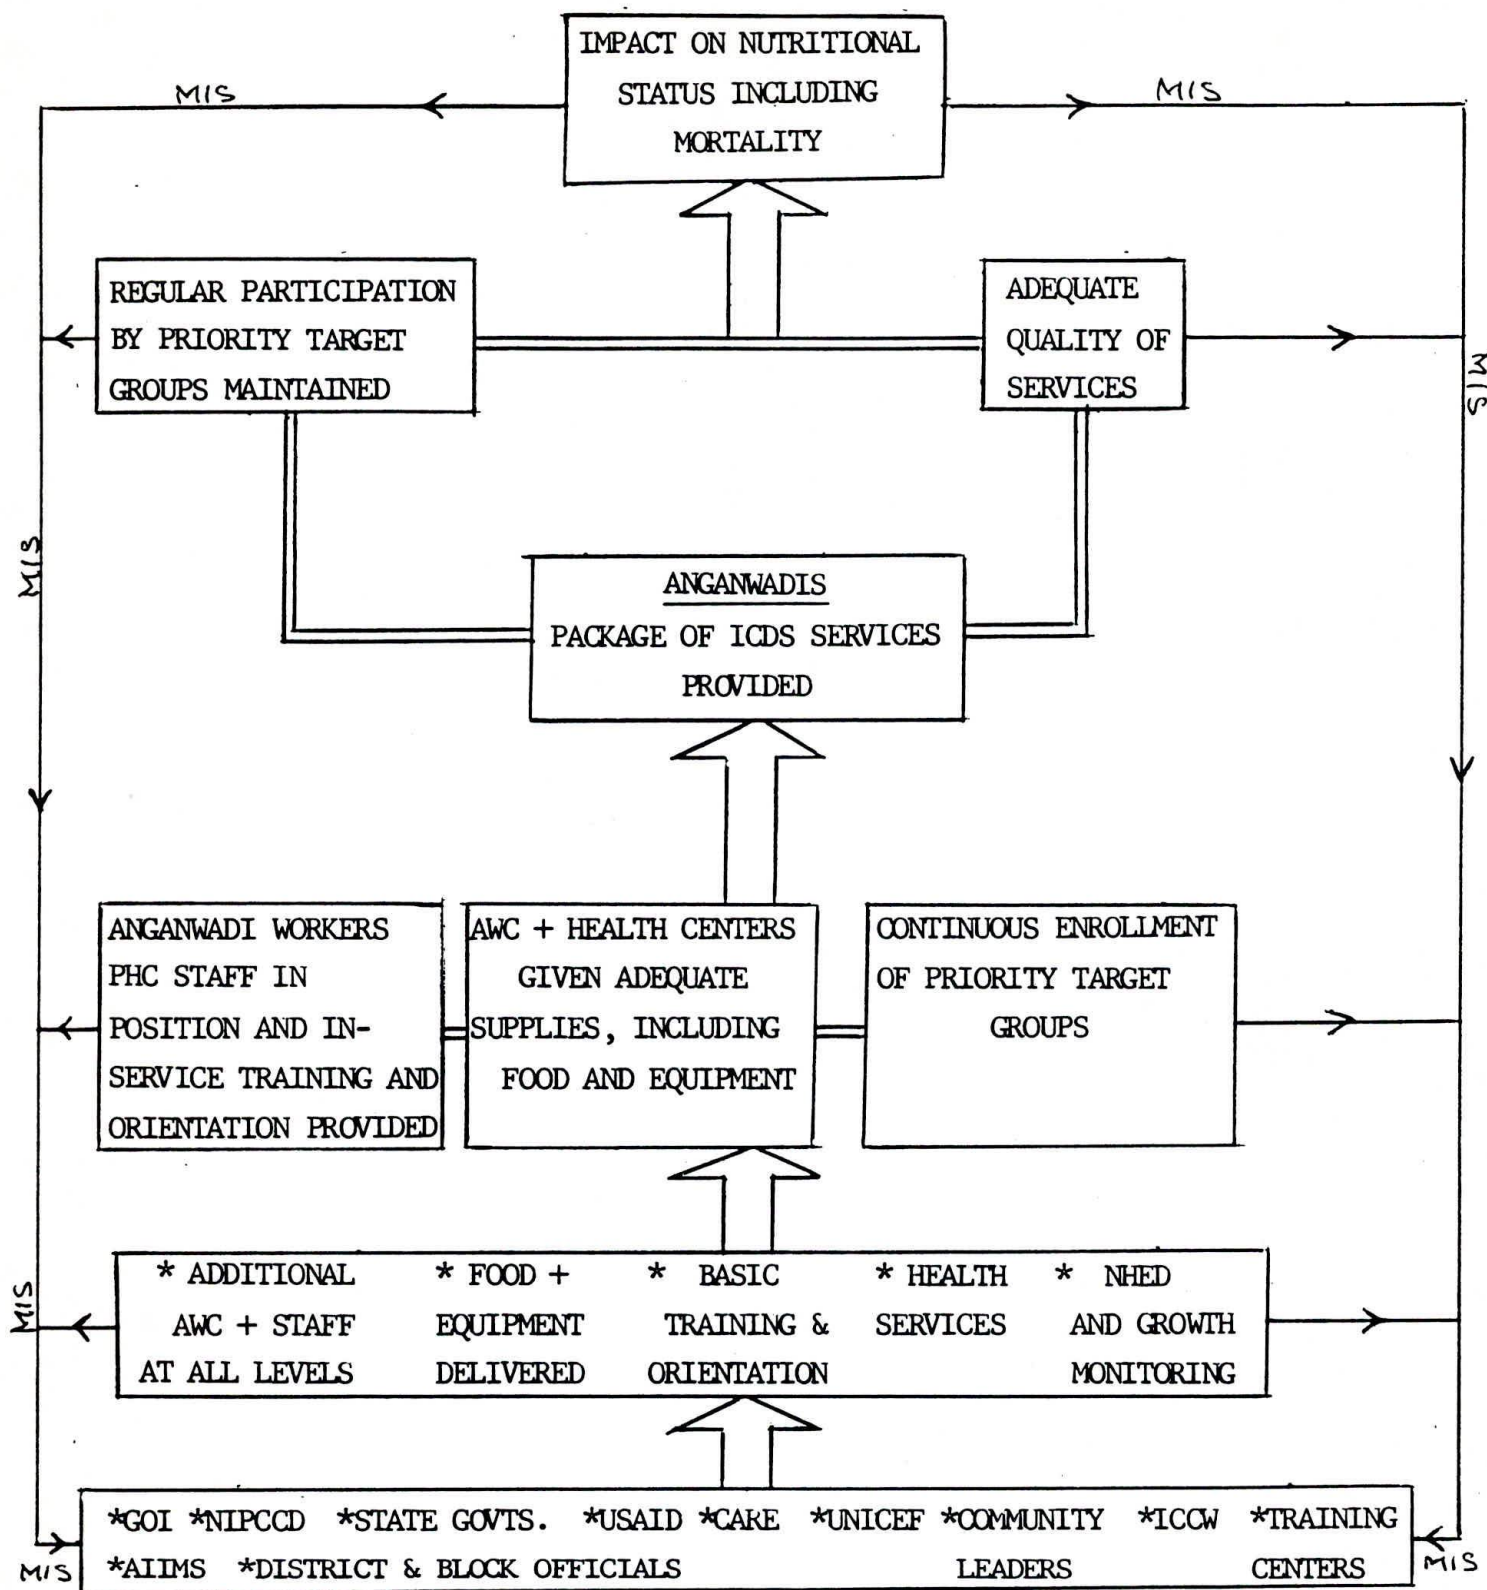 IMPACT ON NUTRITIONAL
STATUS INCLUDING
MORTALITY
MIS
MIS
REGULAR PARTICIPATION
BY PRIORITY TARGET
GROUPS MAINTAINED
ADEQUATE
QUALITY OF
SERVICES
MIS
MIS
ANGANWADIS
PACKAGE OF ICDS SERVICES
PROVIDED
ANGANWADI WORKERS
PHC STAFF IN
POSITION AND IN-
SERVICE TRAINING AND
ORIENTATION PROVIDED
AWC + HEALTH CENTERS
GIVEN ADEQUATE
SUPPLIES, INCLUDING
FOOD AND EQUIPMENT
CONTINUOUS ENROLLMENT
OF PRIORITY TARGET
GROUPS
MIS
* ADDITIONAL
AWC + STAFF
AT ALL LEVELS
* FOOD +
EQUIPMENT
DELIVERED
* BASIC
TRAINING &
ORIENTATION
* HEALTH
SERVICES
* NHED
AND GROWTH
MONITORING
*GOI *NIPCCD *STATE GOVTS. *USAID *CARE *UNICEF *COMMUNITY *ICCW *TRAINING
*AIIMS *DISTRICT & BLOCK OFFICIALS LEADERS CENTERS
MIS
MIS